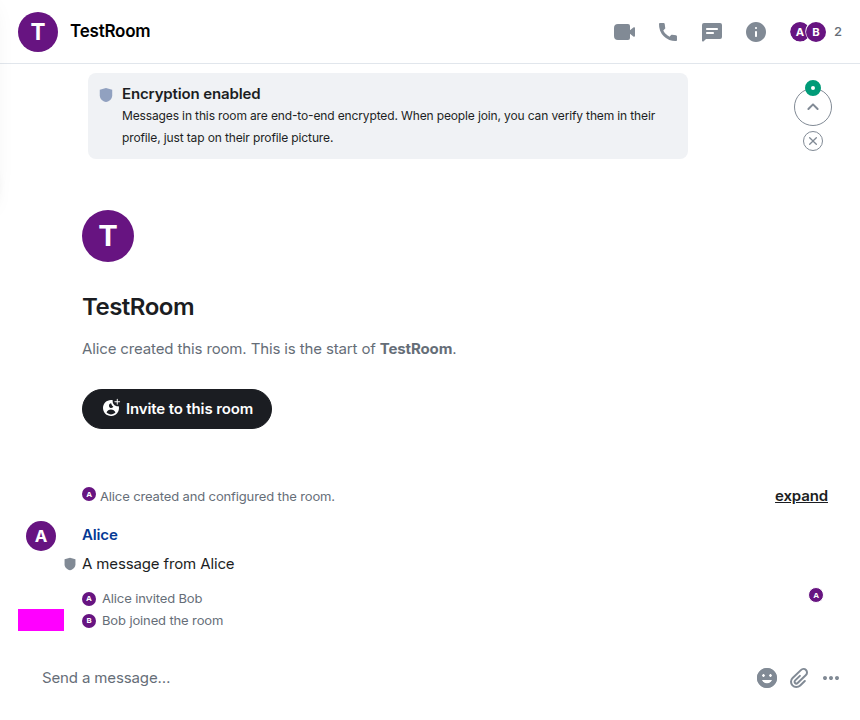 T TestRoom A B 2
Encryption enabled
Messages in this room are end-to-end encrypted. When people join, you can verify them in their
profile, just tap on their profile picture.
T
TestRoom
Alice created this room. This is the start of TestRoom.
Invite to this room
A Alice created and configured the room. expand
A Alice
A message from Alice
A Alice invited Bob A
B Bob joined the room
Send a message...